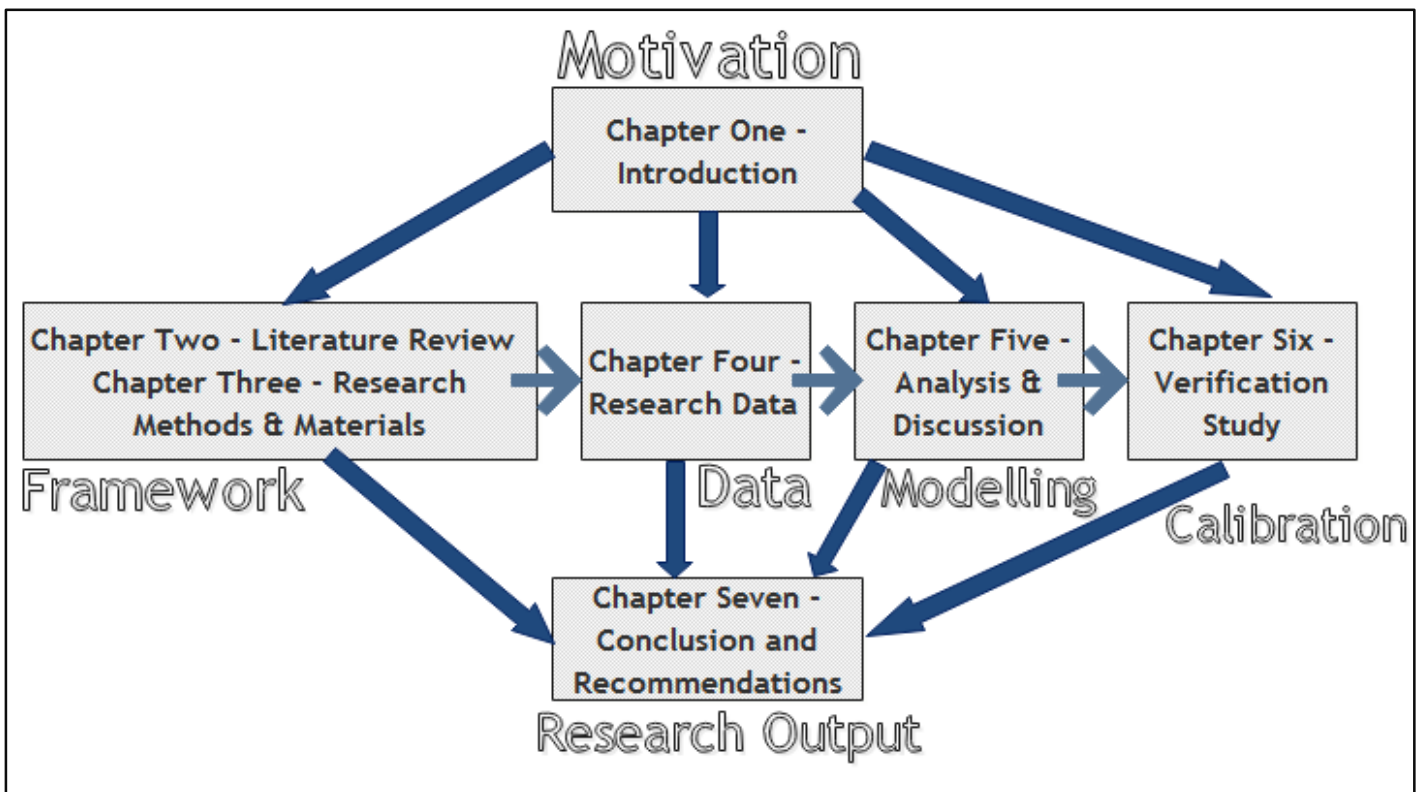 Motivation
Chapter One -
Introduction
Chapter Two - Literature Review
Chapter Three - Research
Methods & Materials
Framework
Chapter Four -
Research Data
Data
Chapter Five -
Analysis &
Discussion
Modelling
Chapter Six -
Verification
Study
Calibration
Chapter Seven -
Conclusion and
Recommendations
Research Output